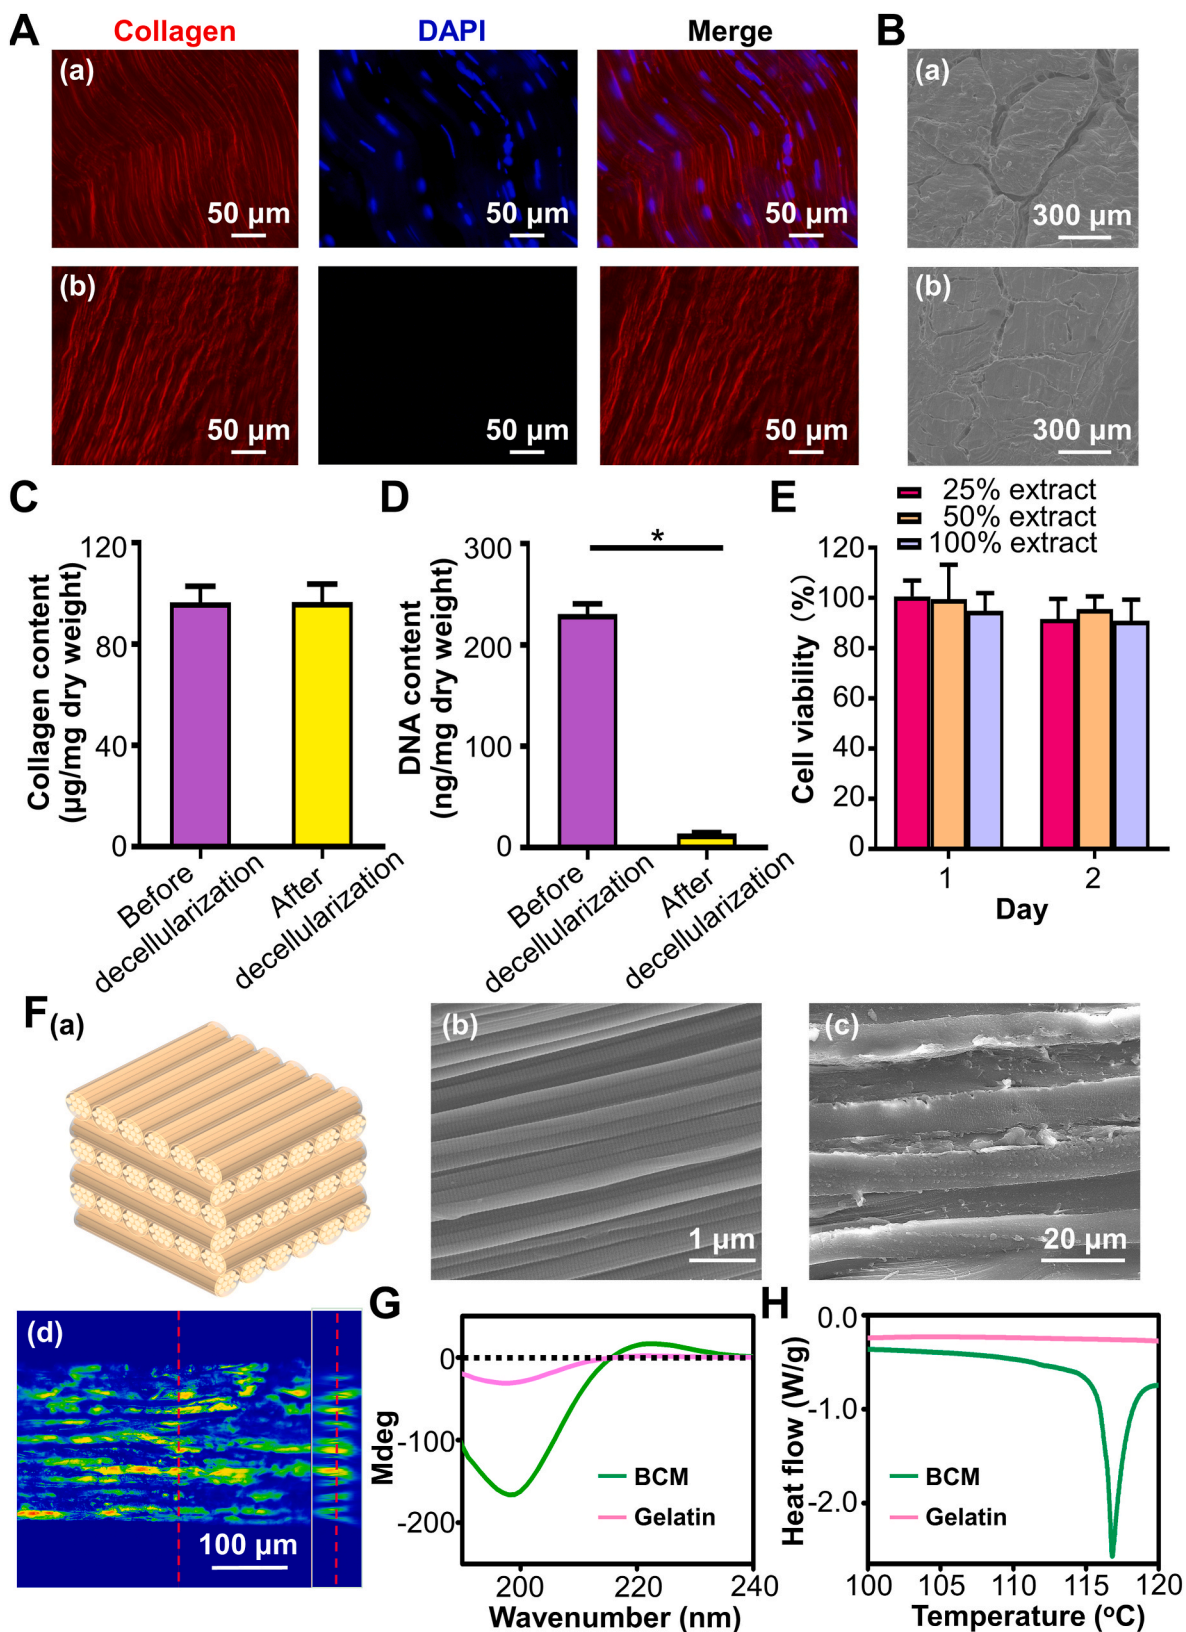 A
Collagen
DAPI
Merge
B
(a)
50 µm
50 µm
50 µm
(a)
300 µm
(b)
50 µm
50 µm
50 µm
(b)
300 µm
C
Collagen content
(µg/mg dry weight)
120
80
40
0
Before
decellularization
After
decellularization
D
DNA content
(ng/mg dry weight)
300
200
100
0
*
Before
decellularization
After
decellularization
E
25% extract
50% extract
100% extract
Cell viability (%)
120
100
80
60
40
20
0
1
2
Day
F
(a)
(b)
1 µm
(c)
20 µm
(d)
100 µm
G
Mdeg
0
-100
-200
BCM
Gelatin
200
220
240
Wavenumber (nm)
H
Heat flow (W/g)
0.0
-1.0
-2.0
BCM
Gelatin
100
105
110
115
120
Temperature (°C)